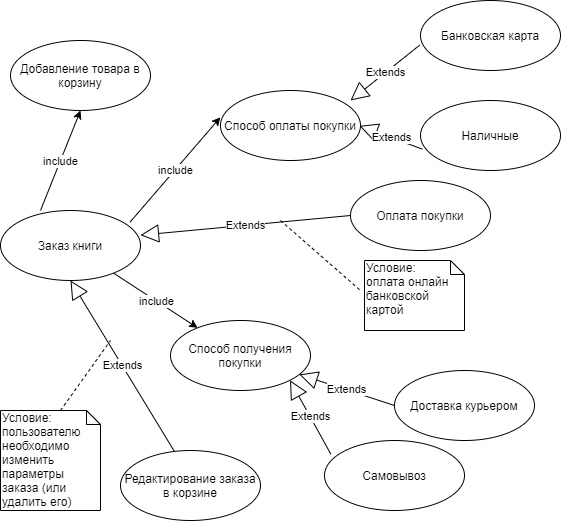 Банковская карта
Добавление товара в
корзину
Extends
Способ оплаты покупки
Extends
Наличные
include
include
Оплата покупки
Extends
Заказ книги
Условие:
оплата онлайн
банковской
картой
include
Способ получения
покупки
Extends
Extends
Доставка курьером
Extends
Условие:
пользователю
необходимо
изменить
параметры
заказа (или
удалить его)
Самовывоз
Редактирование заказа
в корзине